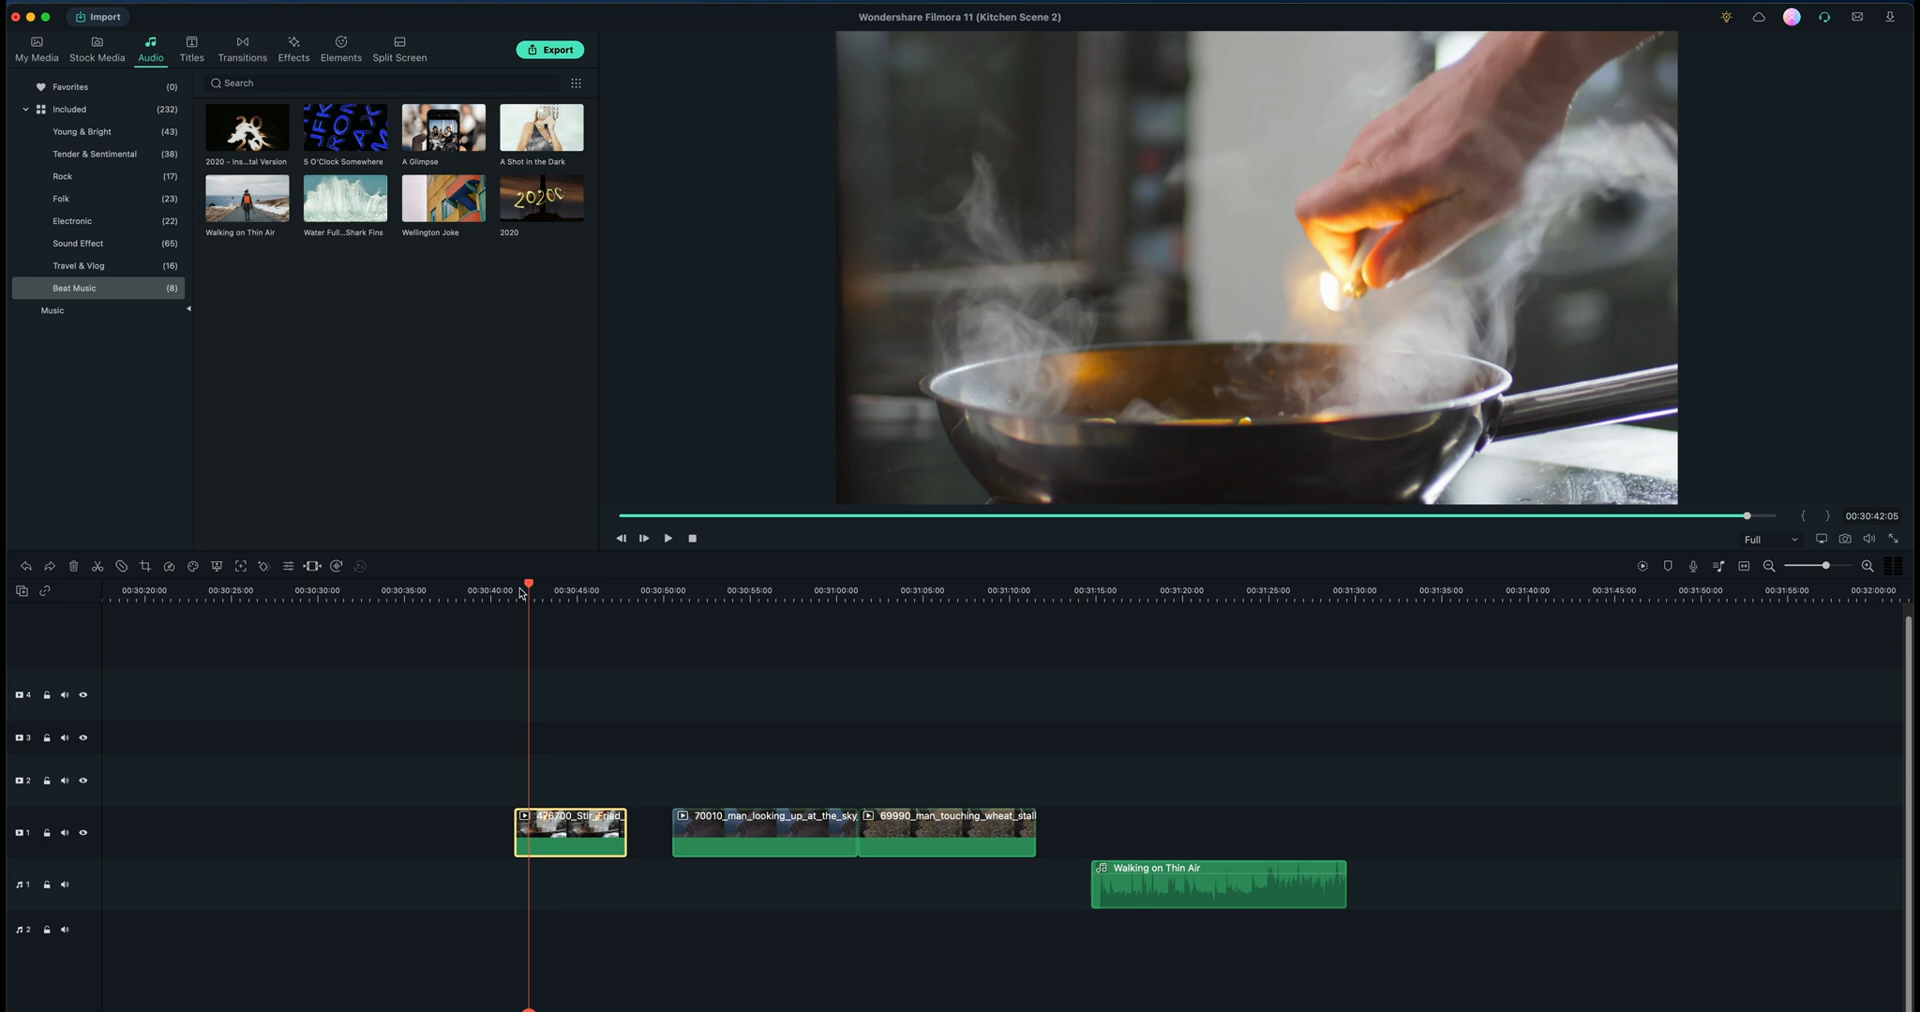 Import
Wondershare Filmora 11 (Kitchen Scene 2)
My Media Stock Media Audio Titles Transitions Effects Elements Split Screen
Export
Favorites (0)
Included (232)
Young & Bright (43)
Tender & Sentimental (38)
Rock (17)
Folk (23)
Electronic (22)
Sound Effect (65)
Travel & Vlog (16)
Beat Music (8)
Music
Search
2020 - Ins...tal Version 5 O'Clock Somewhere A Glimpse A Shot in the Dark
Walking on Thin Air Water Full...Shark Fins Wellington Joke 2020
00:30:42:05
Full
00:30:20:00 00:30:25:00 00:30:30:00 00:30:35:00 00:30:40:00 00:30:45:00 00:30:50:00 00:30:55:00 00:31:00:00 00:31:05:00 00:31:10:00 00:31:15:00 00:31:20:00 00:31:25:00 00:31:30:00 00:31:35:00 00:31:40:00 00:31:45:00 00:31:50:00 00:31:55:00 00:32:00:00
4
3
2
1
476700_Stir_Fried_ 70010_man_looking_up_at_the_sky_ 69990_man_touching_wheat_stall
1
Walking on Thin Air
2